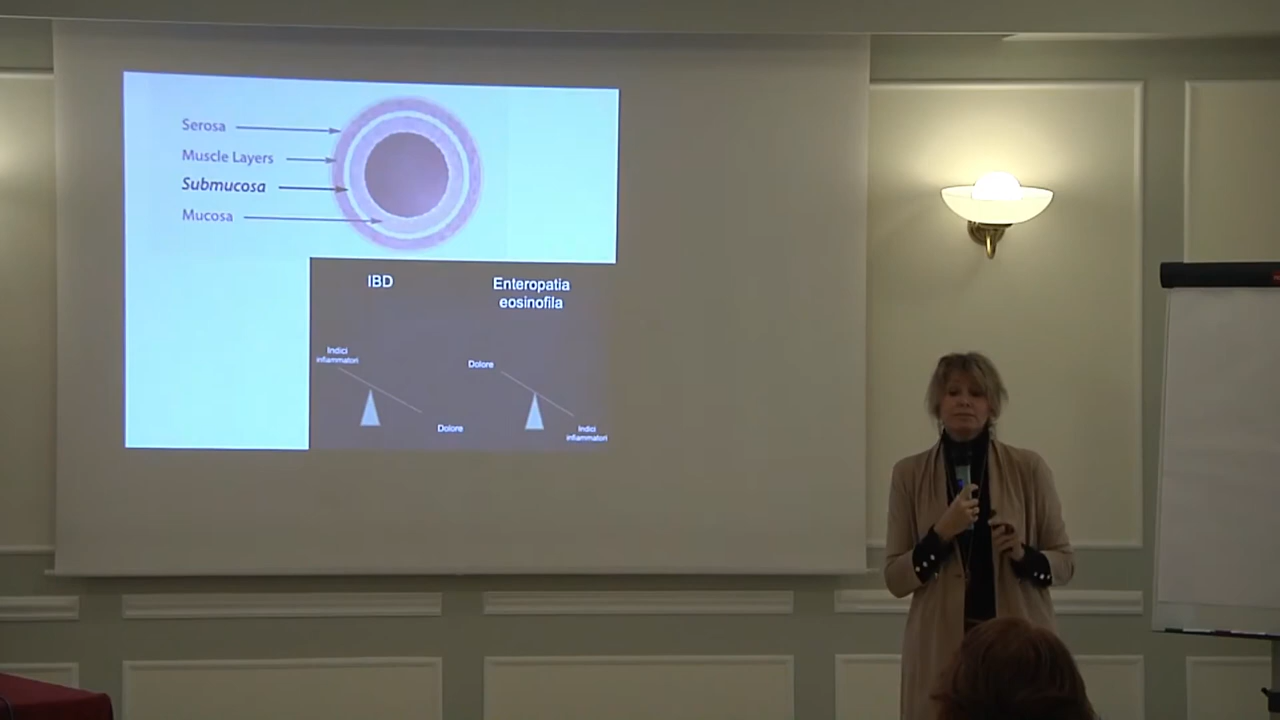 Serosa
Muscle Layers
Submucosa
Mucosa
IBD
Enteropatia
eosinofila
Indici
infiammatori
Dolore
Dolore
Indici
infiammatori